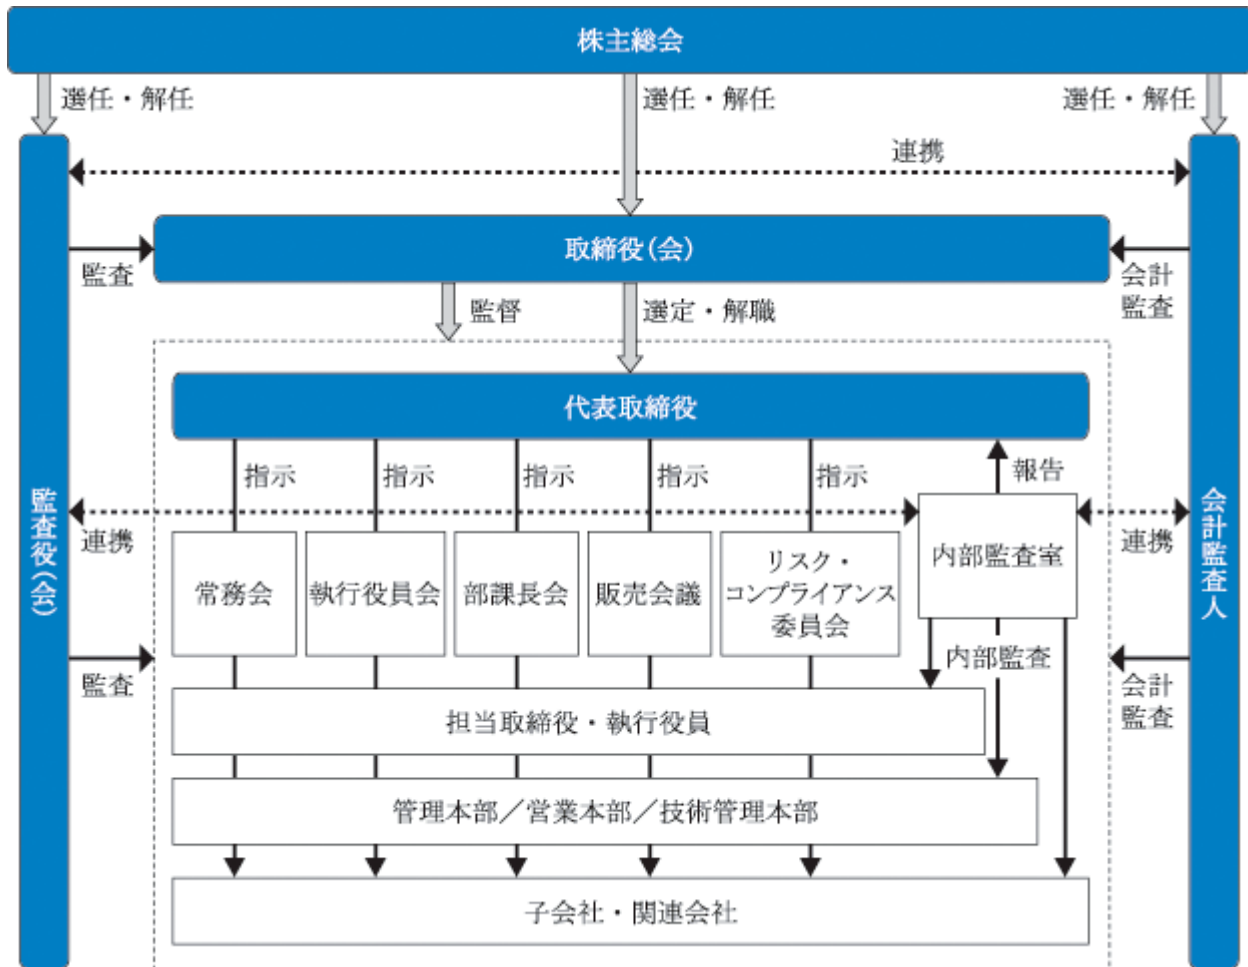 株主総会
選任・解任
選任・解任
選任・解任
連携
取締役(会)
監査
会計
監査
監督
選定・解職
代表取締役
指示
指示
指示
指示
指示
報告
監査役(会)
会計監査人
連携
連携
常務会
執行役員会
部課長会
販売会議
リスク・
コンプライアンス
委員会
内部監査室
内部監査
監査
会計
監査
担当取締役・執行役員
管理本部／営業本部／技術管理本部
子会社・関連会社